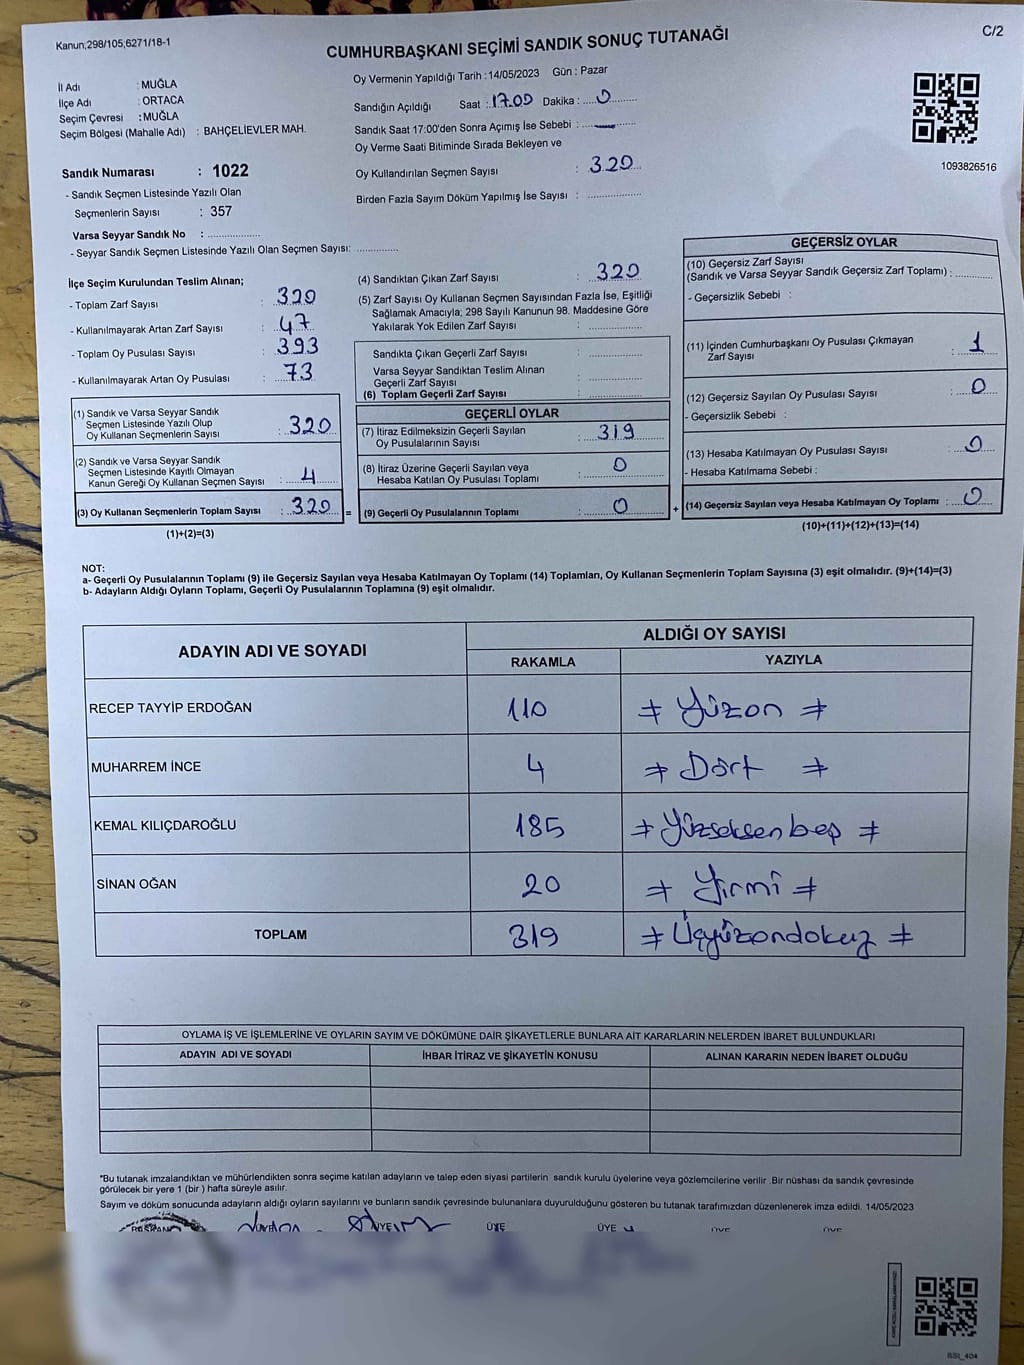 Kanun;298/105;6271/18-1
C/2
CUMHURBAŞKANI SEÇİMİ SANDIK SONUÇ TUTANAĞI
İl Adı : MUĞLA
İlçe Adı : ORTACA
Seçim Çevresi : MUĞLA
Seçim Bölgesi (Mahalle Adı) : BAHÇELİEVLER MAH.
Sandık Numarası : 1022
- Sandık Seçmen Listesinde Yazılı Olan
Seçmenlerin Sayısı : 357
Varsa Seyyar Sandık No : ...................
- Seyyar Sandık Seçmen Listesinde Yazılı Olan Seçmen Sayısı: ..............
Oy Vermenin Yapıldığı Tarih : 14/05/2023 Gün : Pazar
Sandığın Açıldığı Saat : 17.00 Dakika : 0
Sandık Saat 17:00'den Sonra Açımış İse Sebebi : —
Oy Verme Saati Bitiminde Sırada Bekleyen ve
Oy Kullandırılan Seçmen Sayısı : 320
Birden Fazla Sayım Döküm Yapılmış İse Sayısı : ..................
1093826516
İlçe Seçim Kurulundan Teslim Alınan;
- Toplam Zarf Sayısı : 320
- Kullanılmayarak Artan Zarf Sayısı : 47
- Toplam Oy Pusulası Sayısı : 393
- Kullanılmayarak Artan Oy Pusulası : 73
(1) Sandık ve Varsa Seyyar Sandık
Seçmen Listesinde Yazılı Olup
Oy Kullanan Seçmenlerin Sayısı : 320
(2) Sandık ve Varsa Seyyar Sandık
Seçmen Listesinde Kayıtlı Olmayan
Kanun Gereği Oy Kullanan Seçmen Sayısı : 4
(3) Oy Kullanan Seçmenlerin Toplam Sayısı : 320 =
(1)+(2)=(3)
(4) Sandıktan Çıkan Zarf Sayısı : 320
(5) Zarf Sayısı Oy Kullanan Seçmen Sayısından Fazla İse, Eşitliği
Sağlamak Amacıyla; 298 Sayılı Kanunun 98. Maddesine Göre
Yakılarak Yok Edilen Zarf Sayısı : ..................
Sandıkta Çıkan Geçerli Zarf Sayısı : ..................
Varsa Seyyar Sandıktan Teslim Alınan
Geçerli Zarf Sayısı : ..................
(6) Toplam Geçerli Zarf Sayısı : ..................
GEÇERLİ OYLAR
(7) İtiraz Edilmeksizin Geçerli Sayılan
Oy Pusulalarının Sayısı : 319
(8) İtiraz Üzerine Geçerli Sayılan veya
Hesaba Katılan Oy Pusulası Toplamı : 0
(9) Geçerli Oy Pusulalarının Toplamı : 0 +
GEÇERSİZ OYLAR
(10) Geçersiz Zarf Sayısı
(Sandık ve Varsa Seyyar Sandık Geçersiz Zarf Toplamı) : .............
- Geçersizlik Sebebi :
(11) İçinden Cumhurbaşkanı Oy Pusulası Çıkmayan
Zarf Sayısı : 1
(12) Geçersiz Sayılan Oy Pusulası Sayısı : 0
- Geçersizlik Sebebi :
(13) Hesaba Katılmayan Oy Pusulası Sayısı : 0
- Hesaba Katılmama Sebebi :
(14) Geçersiz Sayılan veya Hesaba Katılmayan Oy Toplamı : 0
(10)+(11)+(12)+(13)=(14)
NOT:
a- Geçerli Oy Pusulalarının Toplamı (9) ile Geçersiz Sayılan veya Hesaba Katılmayan Oy Toplamı (14) Toplamları, Oy Kullanan Seçmenlerin Toplam Sayısına (3) eşit olmalıdır. (9)+(14)=(3)
b- Adayların Aldığı Oyların Toplamı, Geçerli Oy Pusulalarının Toplamına (9) eşit olmalıdır.
ADAYIN ADI VE SOYADI ALDIĞI OY SAYISI
RAKAMLA YAZIYLA
RECEP TAYYİP ERDOĞAN 110 ≠ Yüzon ≠
MUHARREM İNCE 4 ≠ Dört ≠
KEMAL KILIÇDAROĞLU 185 ≠ Yüzseksenbeş ≠
SİNAN OĞAN 20 ≠ Yirmi ≠
TOPLAM 319 ≠ Üçyüzondokuz ≠
OYLAMA İŞ VE İŞLEMLERİNE VE OYLARIN SAYIM VE DÖKÜMÜNE DAİR ŞİKAYETLERLE BUNLARA AİT KARARLARIN NELERDEN İBARET BULUNDUKLARI
ADAYIN ADI VE SOYADI İHBAR İTİRAZ VE ŞİKAYETİN KONUSU ALINAN KARARIN NEDEN İBARET OLDUĞU
*Bu tutanak imzalandıktan ve mühürlendikten sonra seçime katılan adayların ve talep eden siyasi partilerin sandık kurulu üyelerine veya gözlemcilerine verilir .Bir nüshası da sandık çevresinde
görülecek bir yere 1 (bir ) hafta süreyle asılır.
Sayım ve döküm sonucunda adayların aldığı oyların sayılarını ve bunların sandık çevresinde bulunanlara duyurulduğunu gösteren bu tutanak tarafımızdan düzenlenerek imza edildi. 14/05/2023
BAŞKAN ÜYE ÜYE ÜYE ÜYE ÜYE
BSI_404